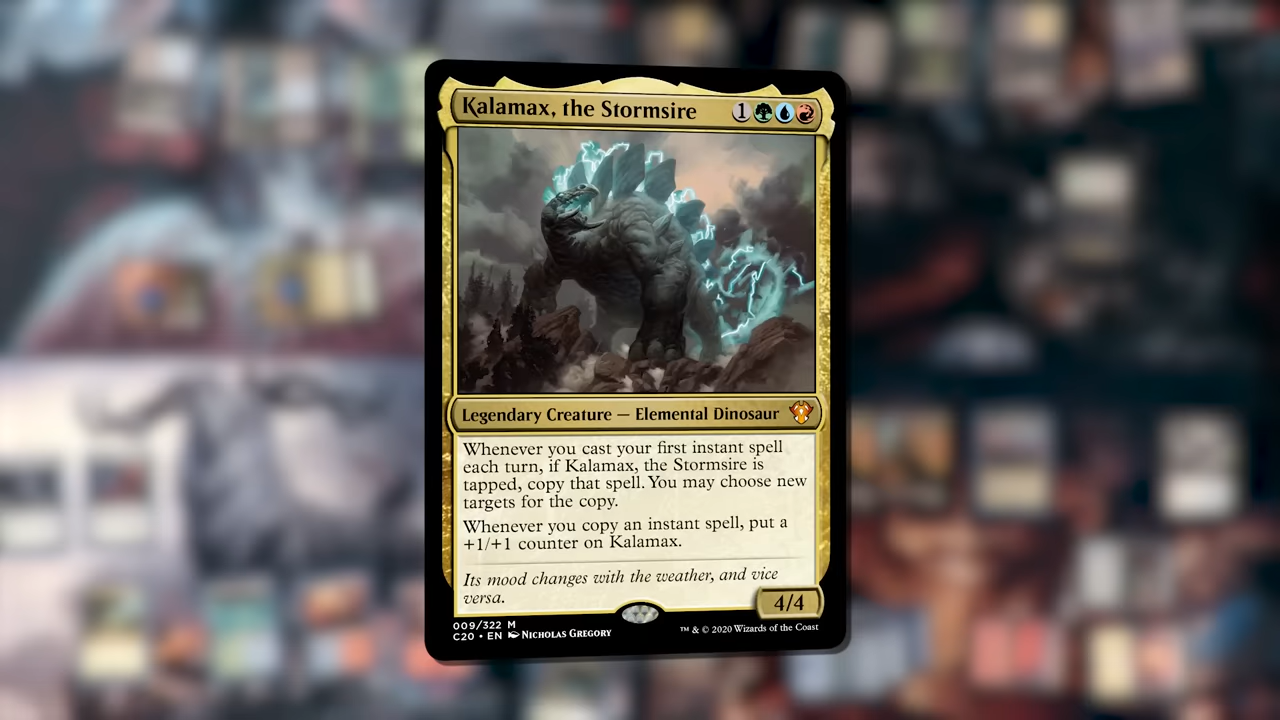 Kalamax, the Stormsire 1
Legendary Creature — Elemental Dinosaur
Whenever you cast your first instant spell
each turn, if Kalamax, the Stormsire is
tapped, copy that spell. You may choose new
targets for the copy.
Whenever you copy an instant spell, put a
+1/+1 counter on Kalamax.
Its mood changes with the weather, and vice
versa.
4/4
009/322 M
C20 • EN Nicholas Gregory
™ & © 2020 Wizards of the Coast